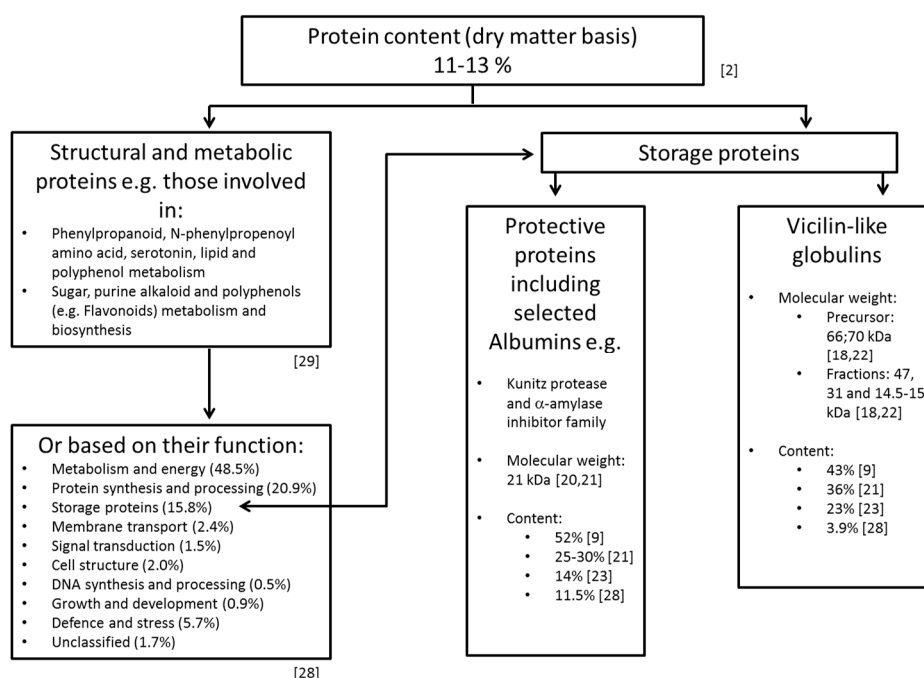 Protein content (dry matter basis)
11-13 %
[2]
Structural and metabolic
proteins e.g. those involved
in:
• Phenylpropanoid, N-phenylpropenoyl
amino acid, serotonin, lipid and
polyphenol metabolism
• Sugar, purine alkaloid and polyphenols
(e.g. Flavonoids) metabolism and
biosynthesis
[29]
Or based on their function:
• Metabolism and energy (48.5%)
• Protein synthesis and processing (20.9%)
• Storage proteins (15.8%)
• Membrane transport (2.4%)
• Signal transduction (1.5%)
• Cell structure (2.0%)
• DNA synthesis and processing (0.5%)
• Growth and development (0.9%)
• Defence and stress (5.7%)
• Unclassified (1.7%)
[28]
Storage proteins
Protective
proteins
including
selected
Albumins e.g.
• Kunitz protease
and α-amylase
inhibitor family
• Molecular weight:
21 kDa [20,21]
• Content:
• 52% [9]
• 25-30% [21]
• 14% [23]
• 11.5% [28]
Vicilin-like
globulins
• Molecular weight:
• Precursor:
66;70 kDa
[18,22]
• Fractions: 47,
31 and 14.5-15
kDa [18,22]
• Content:
• 43% [9]
• 36% [21]
• 23% [23]
• 3.9% [28]